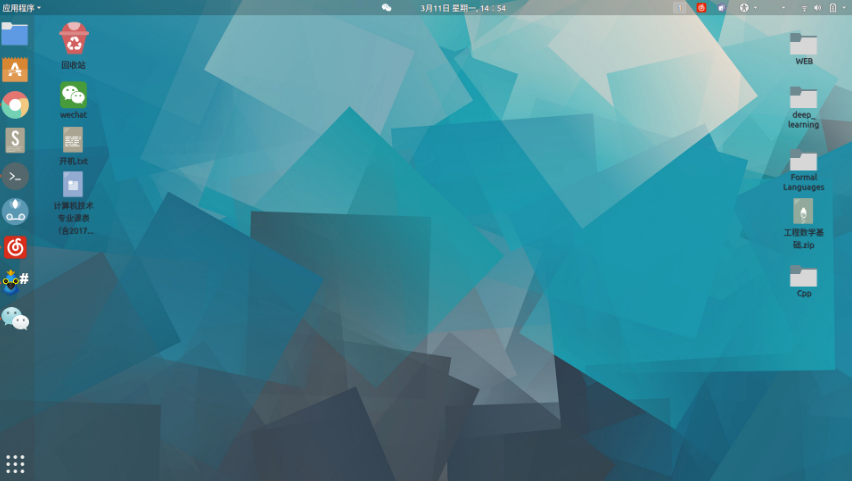 应用程序
3月11日 星期一, 14∶54
回收站
wechat
开机.txt
计算机技术
专业课表
（含2017...
WEB
deep_
learning
Formal
Languages
工程数学基
础.zip
Cpp